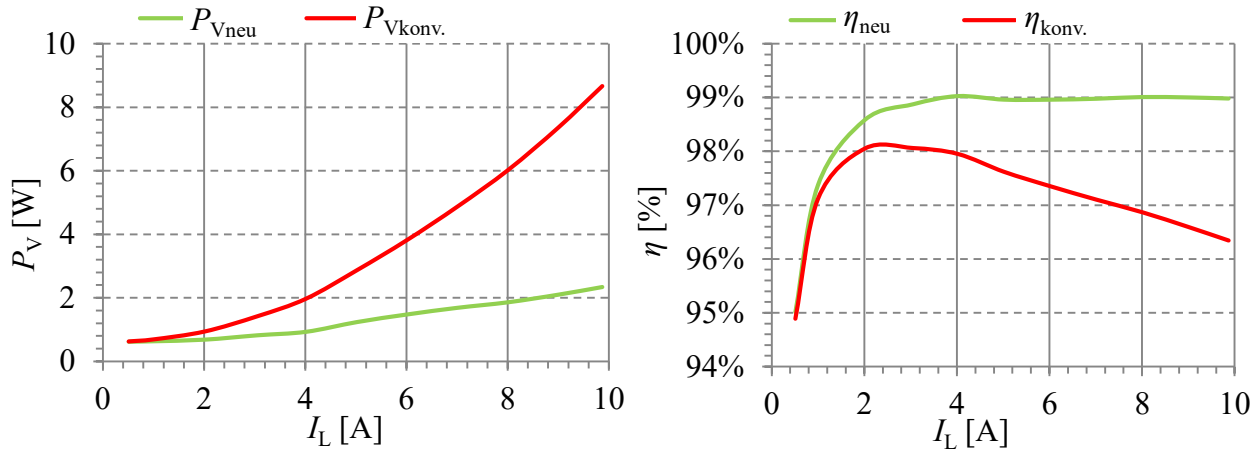 P_Vneu P_Vkonv.
10
8
6
4
2
0
P_V [W]
0 2 4 6 8 10
I_L [A]
η_neu η_konv.
100%
99%
98%
97%
96%
95%
94%
η [%]
0 2 4 6 8 10
I_L [A]